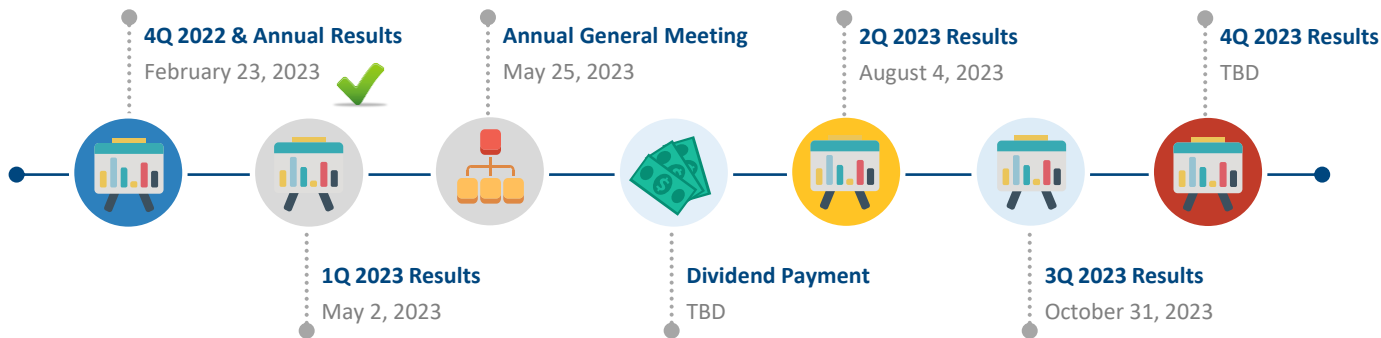 4Q 2022 & Annual Results
February 23, 2023
Annual General Meeting
May 25, 2023
2Q 2023 Results
August 4, 2023
4Q 2023 Results
TBD
1Q 2023 Results
May 2, 2023
Dividend Payment
TBD
3Q 2023 Results
October 31, 2023